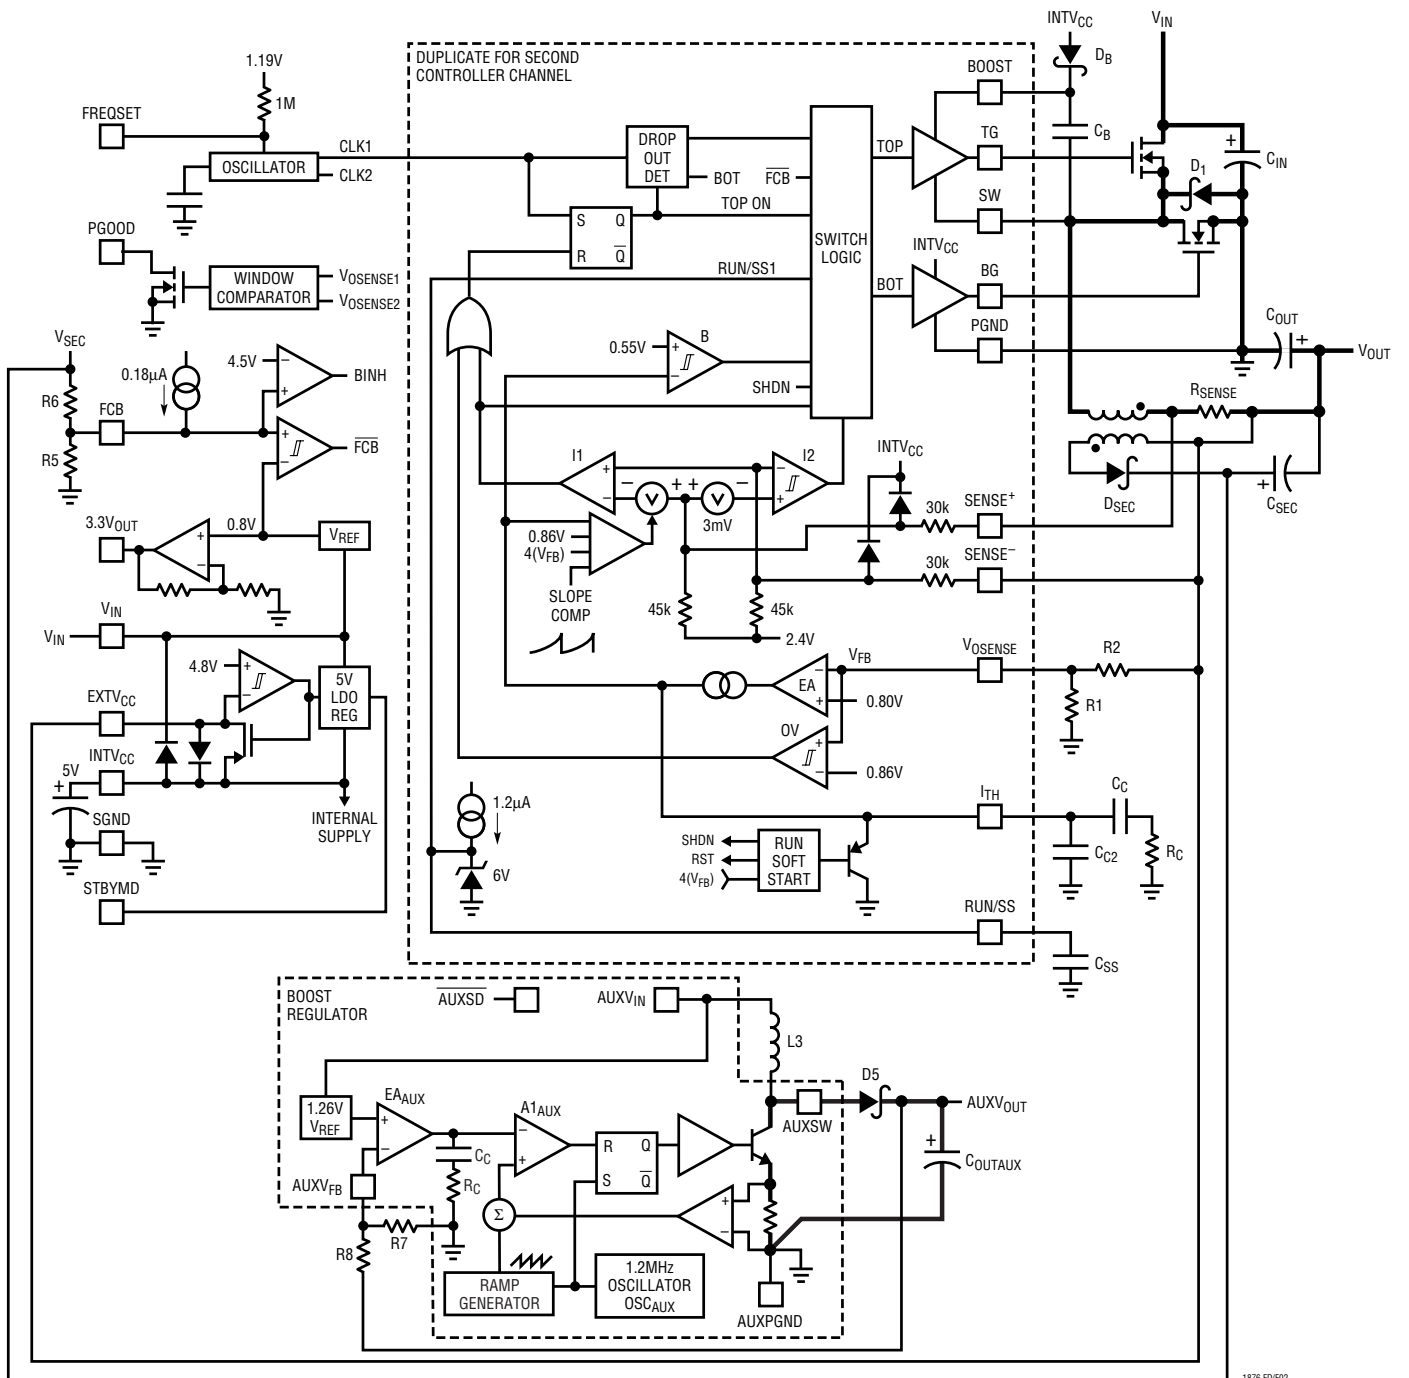 DUPLICATE FOR SECOND
CONTROLLER CHANNEL
INTVCC
VIN
DB
BOOST
1.19V
1M
FREQSET
OSCILLATOR
CLK1
CLK2
DROP
OUT
DET
BOT
FCB
TOP ON
TOP
TG
CB
D1
+
CIN
SW
S
Q
R
Q
SWITCH
LOGIC
INTVCC
BG
BOT
PGND
COUT
+
VOUT
PGOOD
WINDOW
COMPARATOR
VOSENSE1
VOSENSE2
RUN/SS1
VSEC
4.5V
−
+
BINH
0.18µA
R6
FCB
+
−
FCB
R5
0.55V
+
−
B
SHDN
RSENSE
DSEC
+
CSEC
I1
+
−
−
V
+
+
V
−
3mV
−
+
I2
INTVCC
30k
SENSE+
30k
SENSE−
0.86V
4(VFB)
SLOPE
COMP
45k
45k
2.4V
3.3VOUT
+
−
0.8V
VREF
VIN
VIN
4.8V
+
−
5V
LDO
REG
EXTVCC
INTVCC
5V
+
SGND
INTERNAL
SUPPLY
STBYMD
VFB
VOSENSE
R2
R1
−
EA
+
0.80V
OV
+
−
0.86V
1.2µA
6V
ITH
CC
CC2
RC
SHDN
RST
4(VFB)
RUN
SOFT
START
RUN/SS
CSS
BOOST
REGULATOR
AUXSD
AUXVIN
L3
D5
AUXSW
AUXVOUT
+
COUTAUX
1.26V
VREF
EAAUX
+
−
A1AUX
−
+
CC
RC
R
Q
S
Q
AUXVFB
R7
R8
Σ
+
−
RAMP
GENERATOR
1.2MHz
OSCILLATOR
OSCAUX
AUXPGND
1876 FD/F02